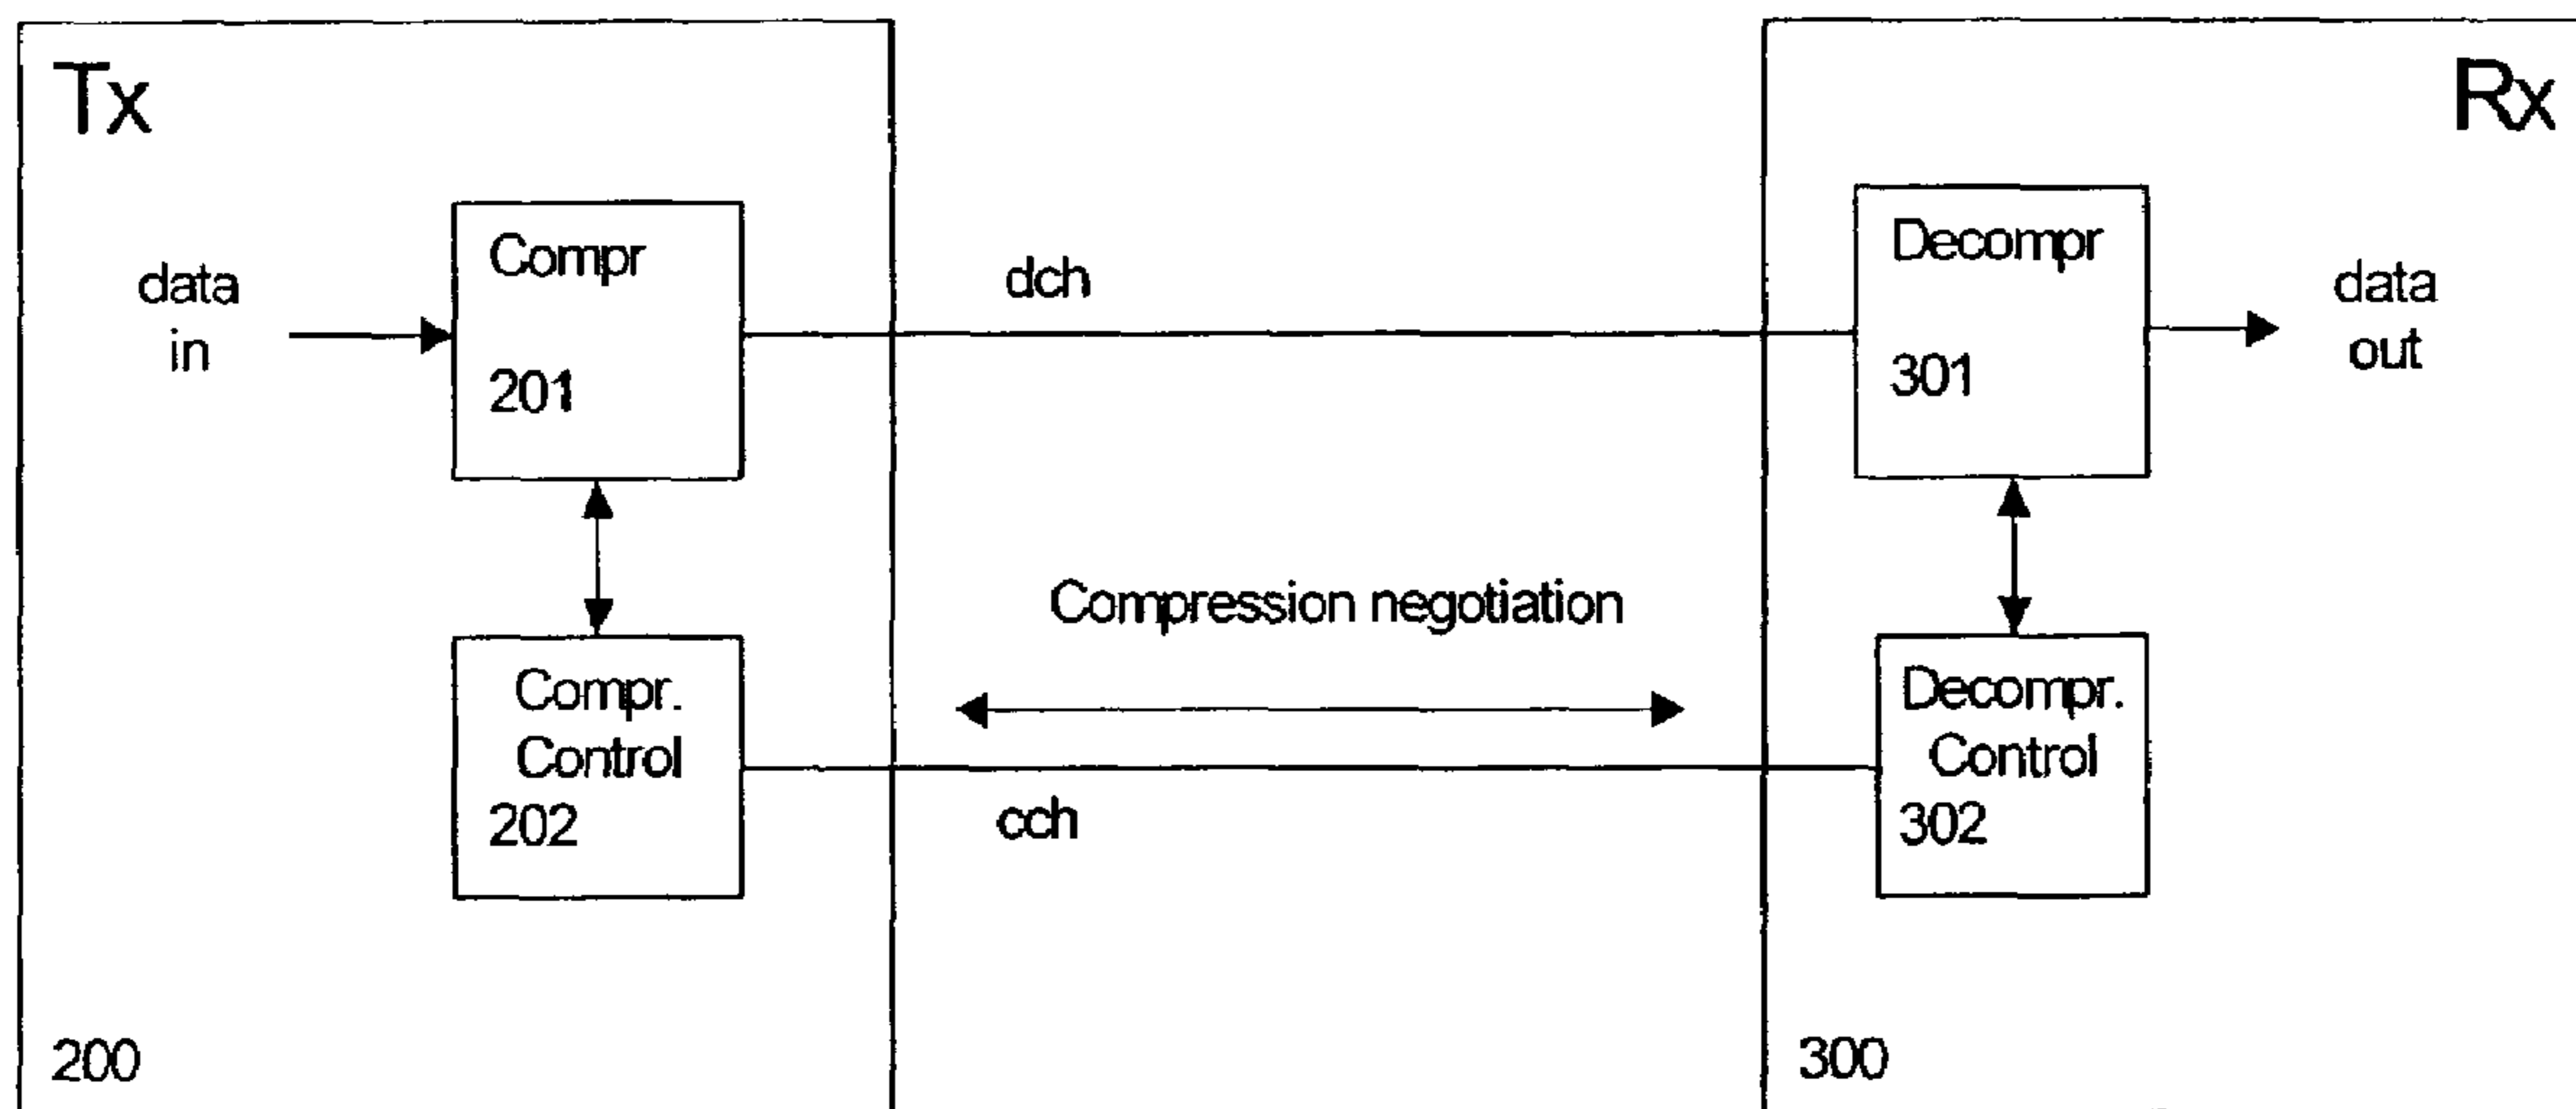 Tx
Rx
data
in
Compr
201
dch
Decompr
301
data
out
Compression negotiation
Compr.
Control
202
cch
Decompr.
Control
302
200
300